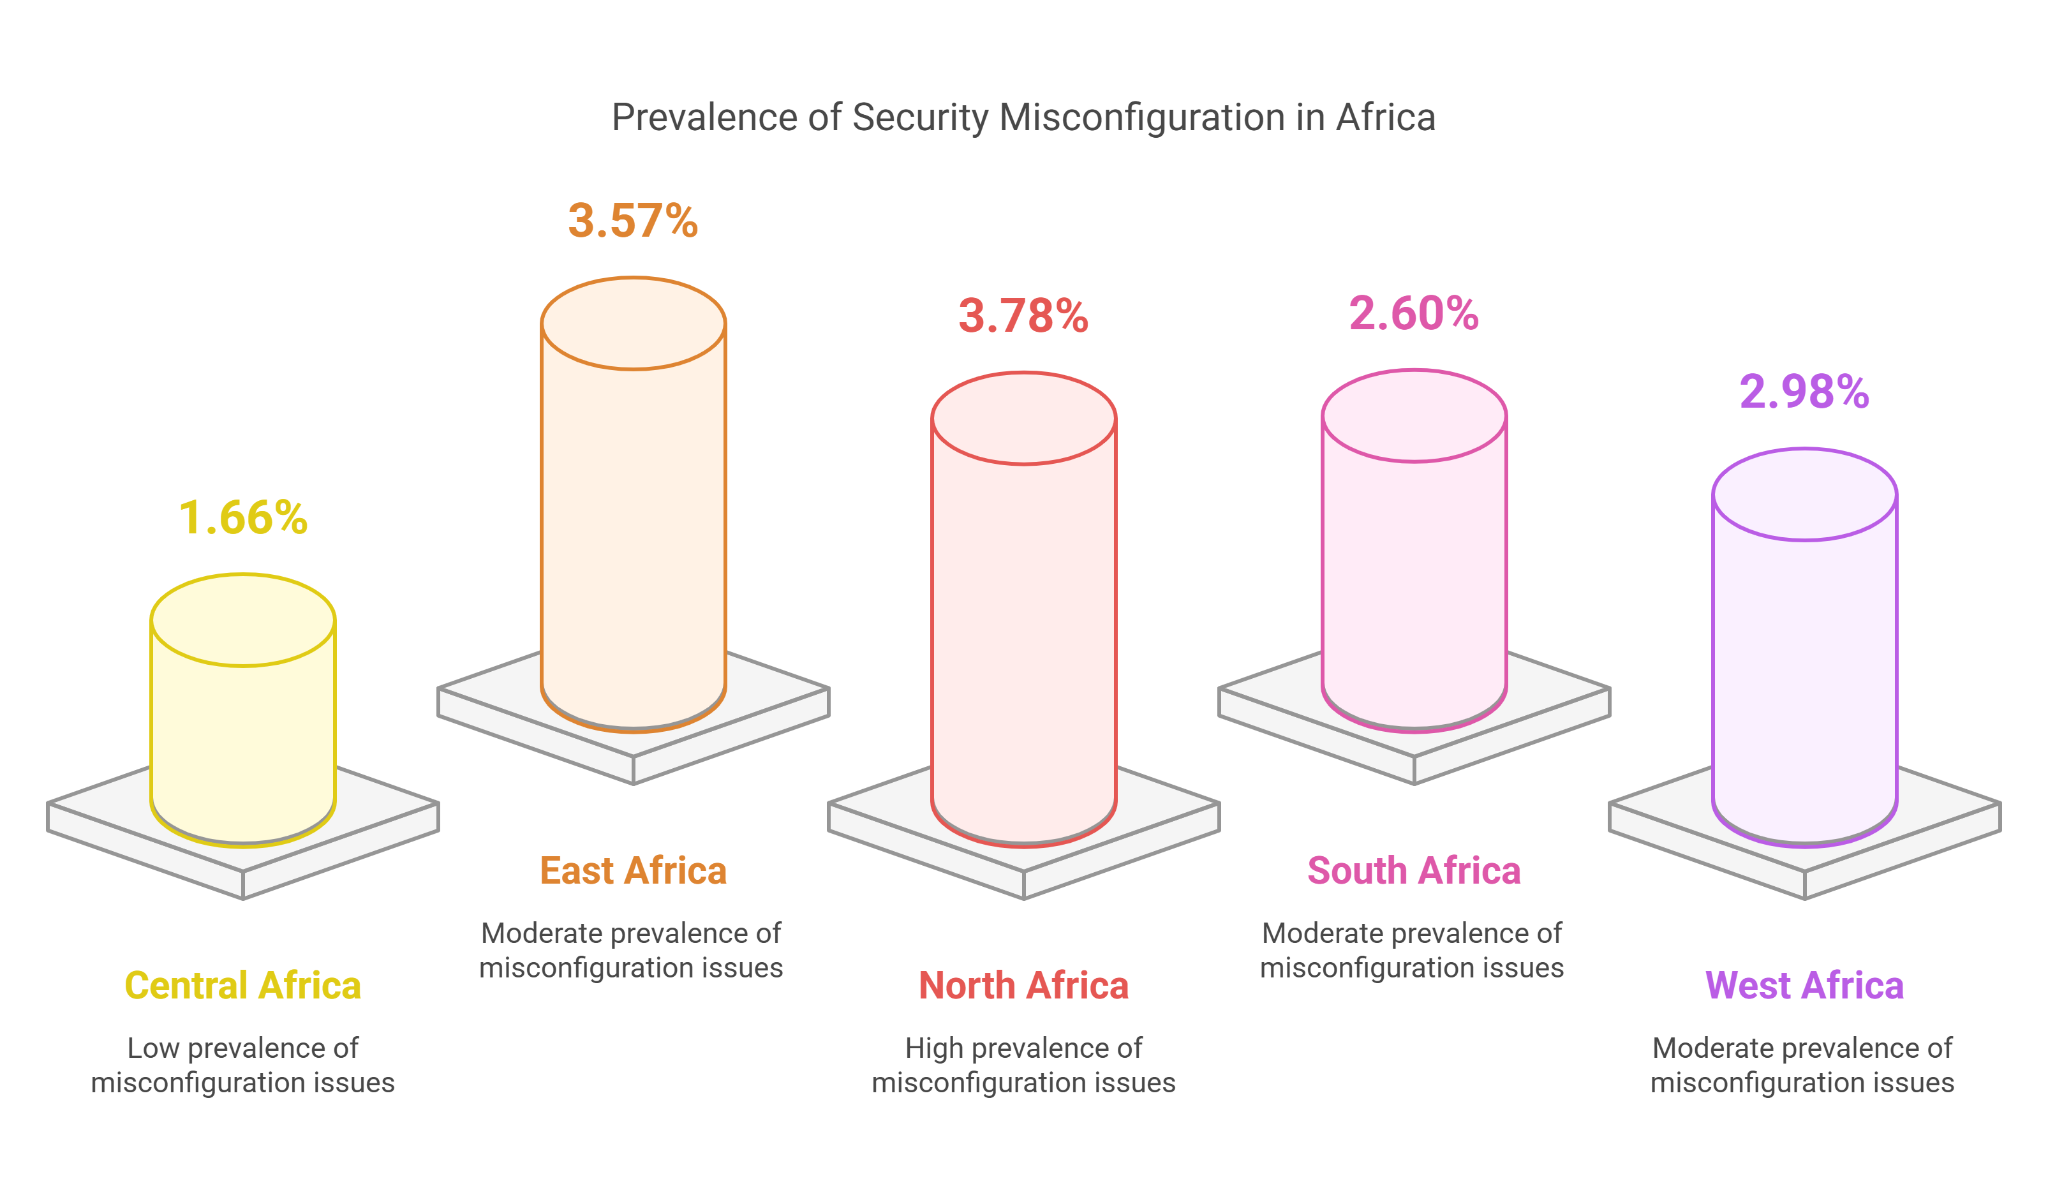 Prevalence of Security Misconfiguration in Africa
1.66%
Central Africa
Low prevalence of
misconfiguration issues
3.57%
East Africa
Moderate prevalence of
misconfiguration issues
3.78%
North Africa
High prevalence of
misconfiguration issues
2.60%
South Africa
Moderate prevalence of
misconfiguration issues
2.98%
West Africa
Moderate prevalence of
misconfiguration issues